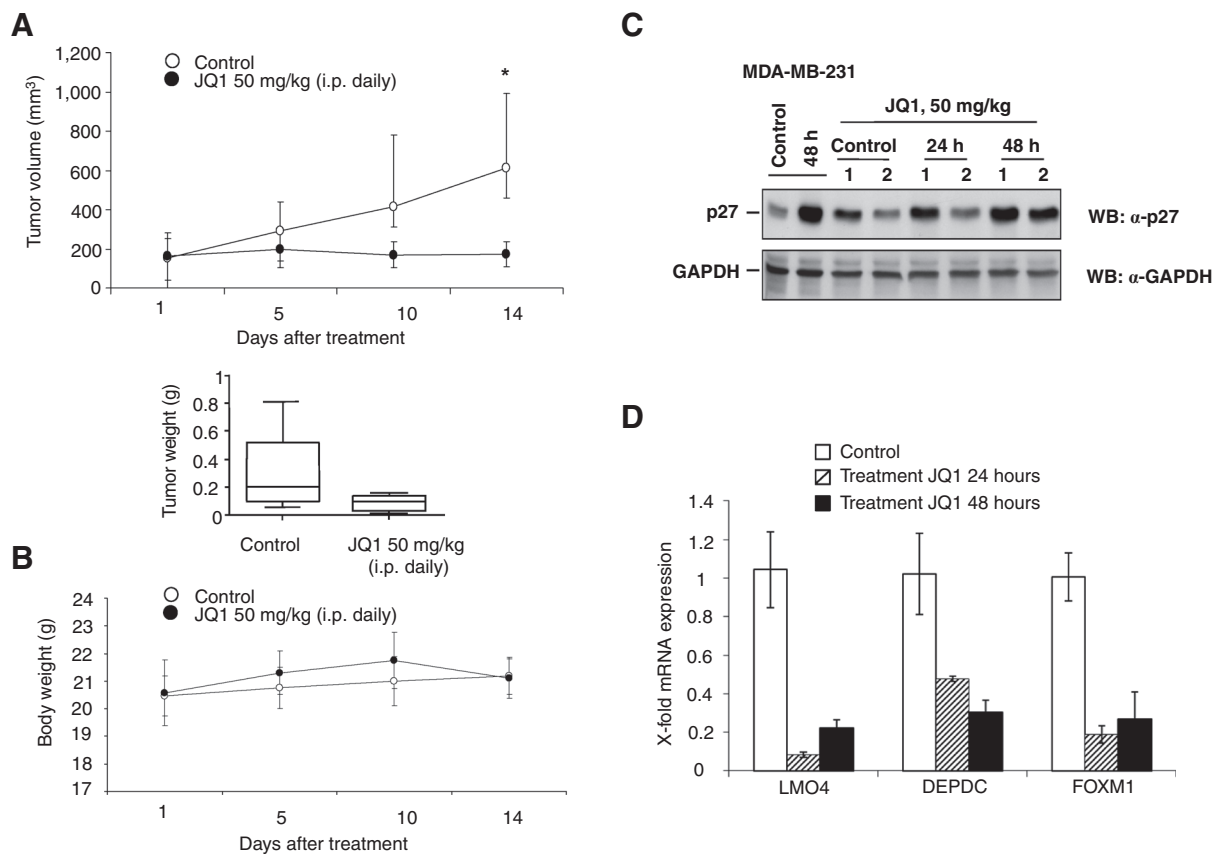 A
1,200
1,000
800
600
400
200
0
Tumor volume (mm³)
Control
JQ1 50 mg/kg (i.p. daily)
*
1 5 10 14
Days after treatment
1
0.8
0.6
0.4
0.2
0
Tumor weight (g)
Control
JQ1 50 mg/kg
(i.p. daily)
B
24
23
22
21
20
19
18
17
Body weight (g)
Control
JQ1 50 mg/kg (i.p. daily)
1 5 10 14
Days after treatment
C
MDA-MB-231
JQ1, 50 mg/kg
Control
48 h
Control 24 h 48 h
1 2 1 2 1 2
p27
WB: α-p27
GAPDH
WB: α-GAPDH
D
Control
Treatment JQ1 24 hours
Treatment JQ1 48 hours
1.4
1.2
1
0.8
0.6
0.4
0.2
0
X-fold mRNA expression
LMO4 DEPDC FOXM1